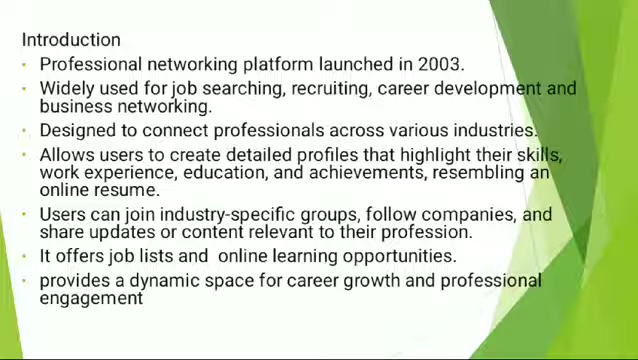 Introduction
• Professional networking platform launched in 2003.
• Widely used for job searching, recruiting, career development and
business networking.
• Designed to connect professionals across various industries.
• Allows users to create detailed profiles that highlight their skills,
work experience, education, and achievements, resembling an
online resume.
• Users can join industry-specific groups, follow companies, and
share updates or content relevant to their profession.
• It offers job lists and  online learning opportunities.
• provides a dynamic space for career growth and professional
engagement